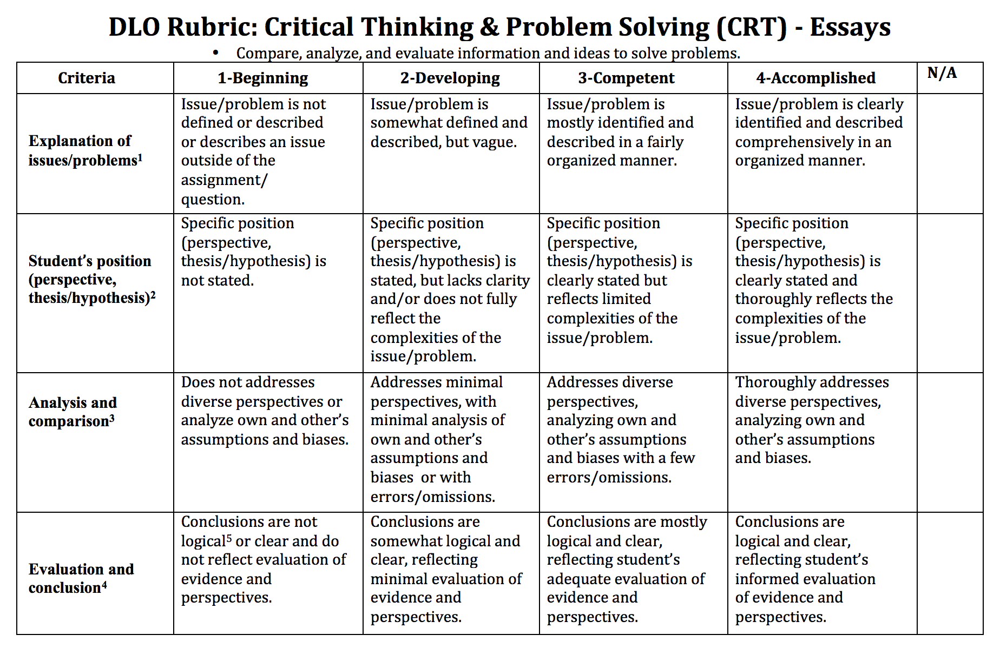 DLO Rubric: Critical Thinking & Problem Solving (CRT) - Essays
• Compare, analyze, and evaluate information and ideas to solve problems.
Criteria
1-Beginning
2-Developing
3-Competent
4-Accomplished
N/A
Explanation of
issues/problems¹
Issue/problem is not
defined or described
or describes an issue
outside of the
assignment/
question.
Issue/problem is
somewhat defined and
described, but vague.
Issue/problem is
mostly identified and
described in a fairly
organized manner.
Issue/problem is clearly
identified and described
comprehensively in an
organized manner.
Student's position
(perspective,
thesis/hypothesis)²
Specific position
(perspective,
thesis/hypothesis) is
not stated.
Specific position
(perspective,
thesis/hypothesis) is
stated, but lacks clarity
and/or does not fully
reflect the
complexities of the
issue/problem.
Specific position
(perspective,
thesis/hypothesis) is
clearly stated but
reflects limited
complexities of the
issue/problem.
Specific position
(perspective,
thesis/hypothesis) is
clearly stated and
thoroughly reflects the
complexities of the
issue/problem.
Analysis and
comparison³
Does not addresses
diverse perspectives or
analyze own and other's
assumptions and biases.
Addresses minimal
perspectives, with
minimal analysis of
own and other's
assumptions and
biases  or with
errors/omissions.
Addresses diverse
perspectives,
analyzing own and
other's assumptions
and biases with a few
errors/omissions.
Thoroughly addresses
diverse perspectives,
analyzing own and
other's assumptions
and biases.
Evaluation and
conclusion⁴
Conclusions are not
logical⁵ or clear and do
not reflect evaluation of
evidence and
perspectives.
Conclusions are
somewhat logical and
clear, reflecting
minimal evaluation of
evidence and
perspectives.
Conclusions are mostly
logical and clear,
reflecting student's
adequate evaluation of
evidence and
perspectives.
Conclusions are
logical and clear,
reflecting student's
informed evaluation
of evidence and
perspectives.